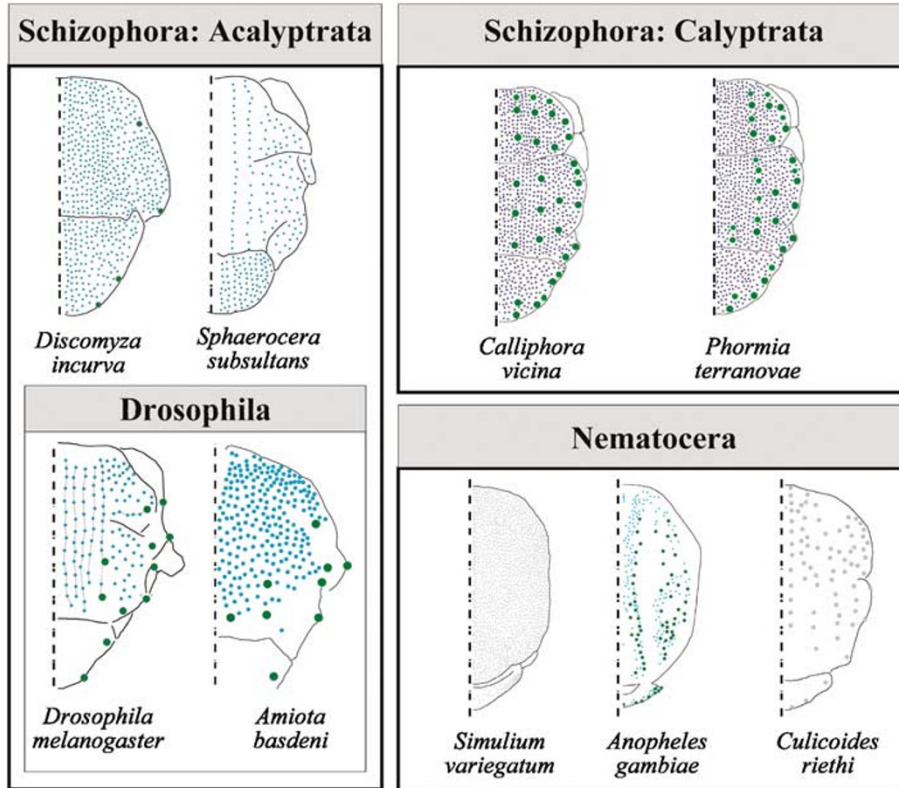 Schizophora: Acalyptrata
Discomyza
incurva
Sphaerocera
subsultans
Drosophila
Drosophila
melanogaster
Amiota
basdeni
Schizophora: Calyptrata
Calliphora
vicina
Phormia
terranovae
Nematocera
Simulium
variegatum
Anopheles
gambiae
Culicoides
riethi